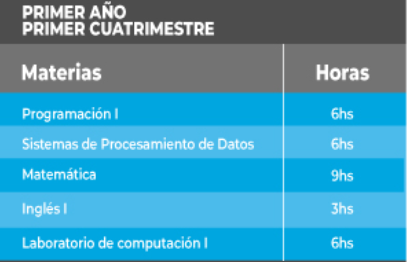 PRIMER AÑO
PRIMER CUATRIMESTRE
Materias Horas
Programación I 6hs
Sistemas de Procesamiento de Datos 6hs
Matemática 9hs
Inglés I 3hs
Laboratorio de computación I 6hs